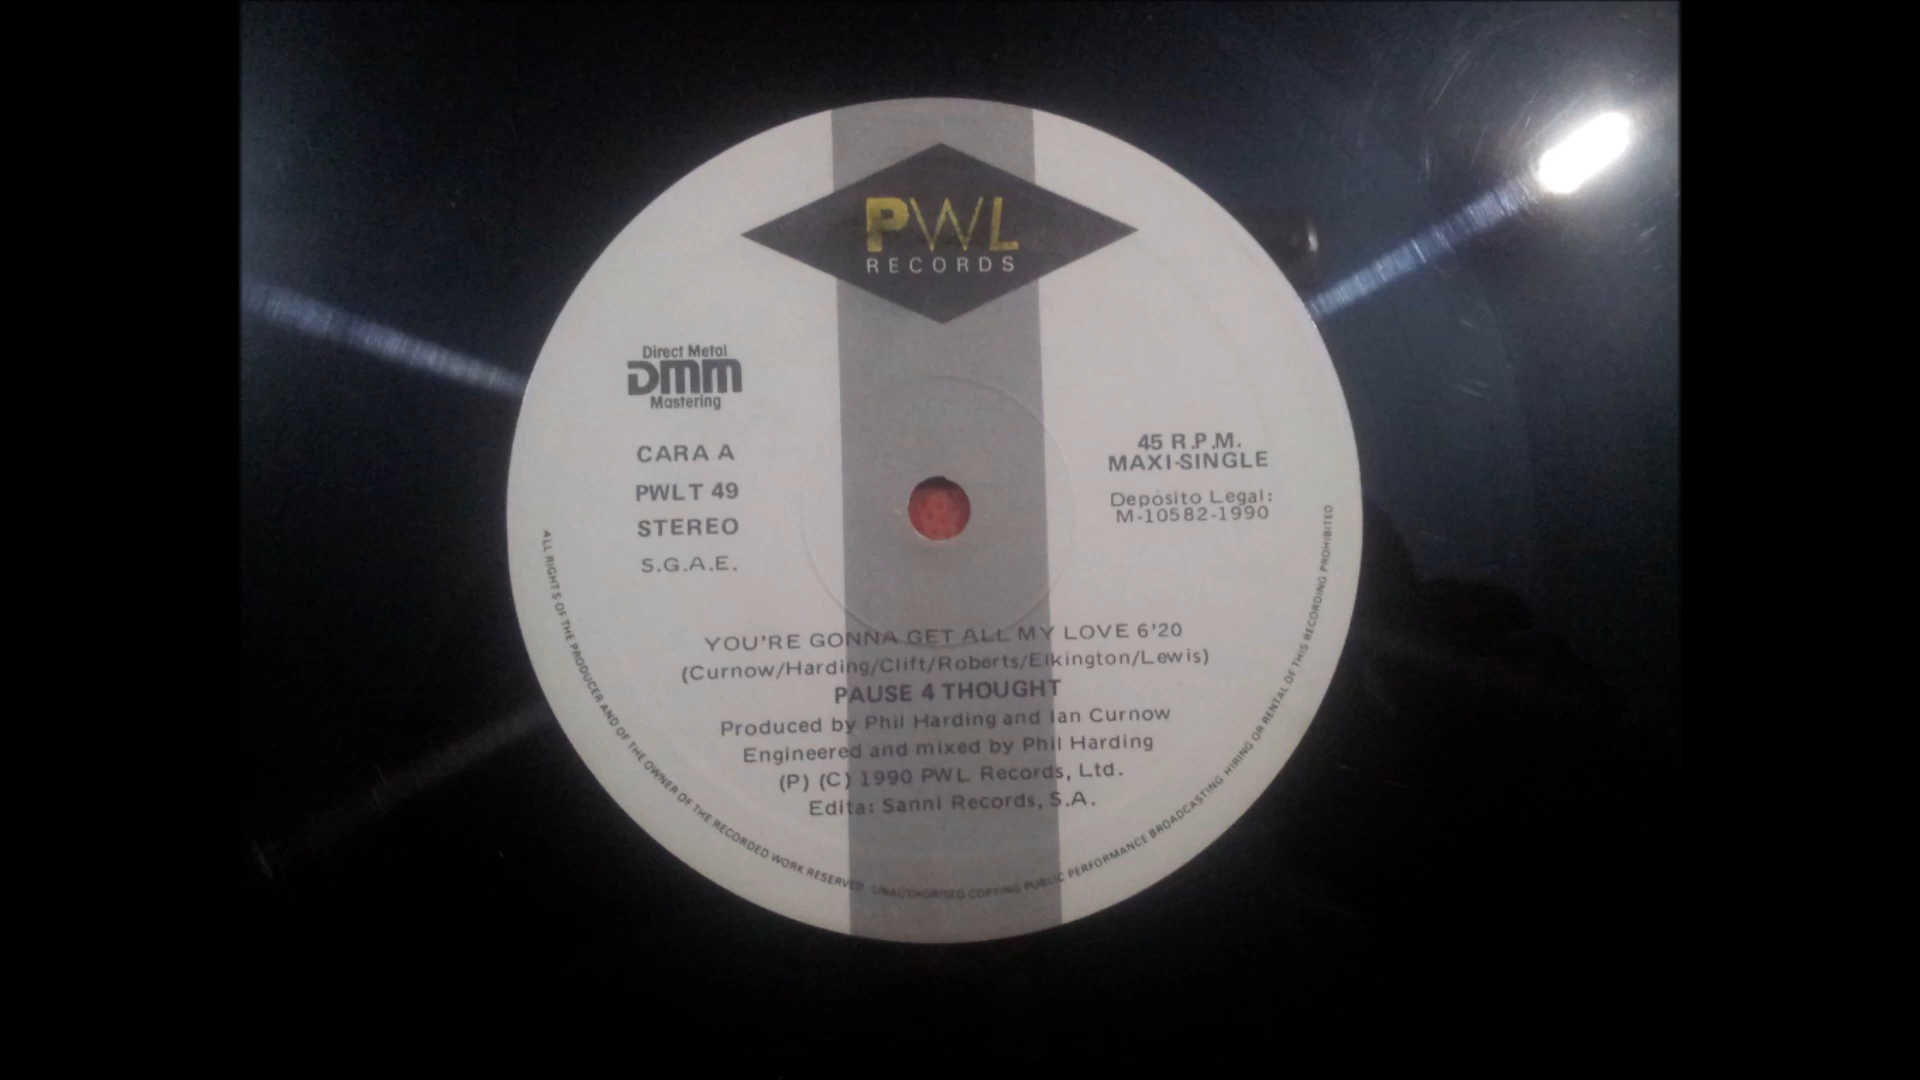 PWL
RECORDS
Direct Metal
DMM
Mastering
CARA A
PWLT 49
STEREO
S.G.A.E.
45 R.P.M.
MAXI-SINGLE
Depósito Legal:
M-10582-1990
YOU'RE GONNA GET ALL MY LOVE 6'20
(Curnow/Harding/Clift/Roberts/Elkington/Lewis)
PAUSE 4 THOUGHT
Produced by Phil Harding and Ian Curnow
Engineered and mixed by Phil Harding
(P) (C) 1990 PWL Records, Ltd.
Edita: Sanni Records, S.A.
ALL RIGHTS OF THE PRODUCER AND OF THE OWNER OF THE RECORDED WORK RESERVED UNAUTHORISED COPYING PUBLIC PERFORMANCE BROADCASTING HIRING OR RENTAL OF THIS RECORDING PROHIBITED